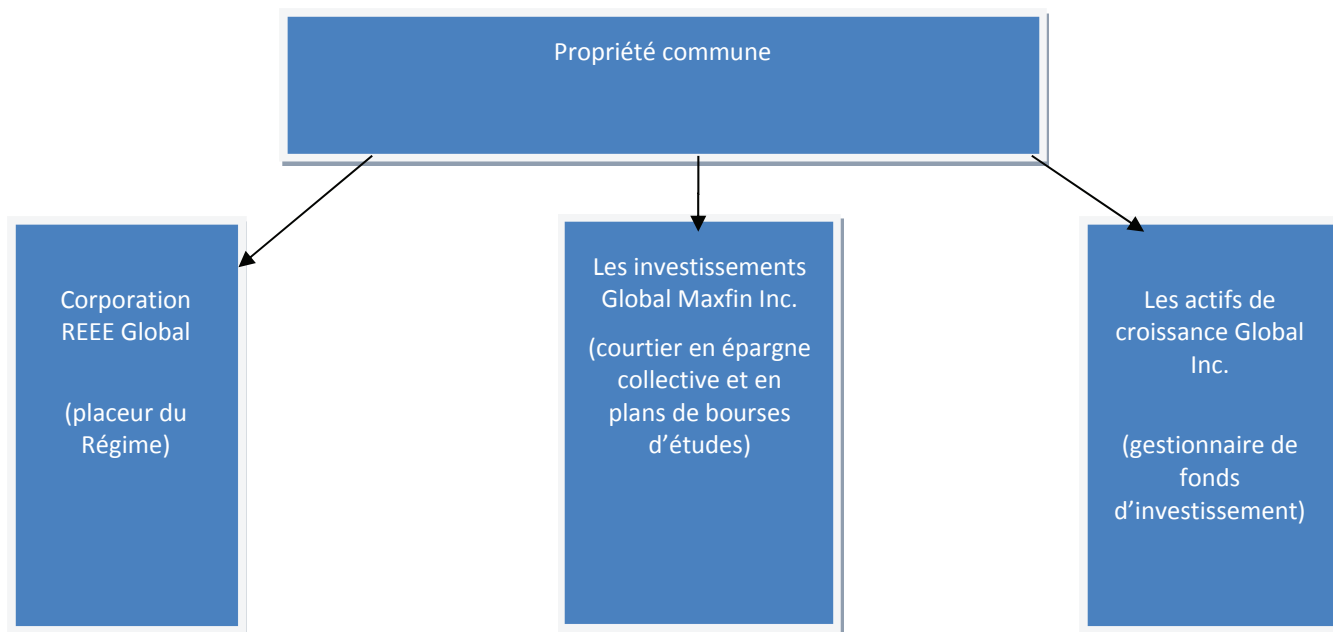 Propriété commune
Corporation
REEE Global
(placeur du
Régime)
Les investissements
Global Maxfin Inc.
(courtier en épargne
collective et en
plans de bourses
d’études)
Les actifs de
croissance Global
Inc.
(gestionnaire de
fonds
d’investissement)